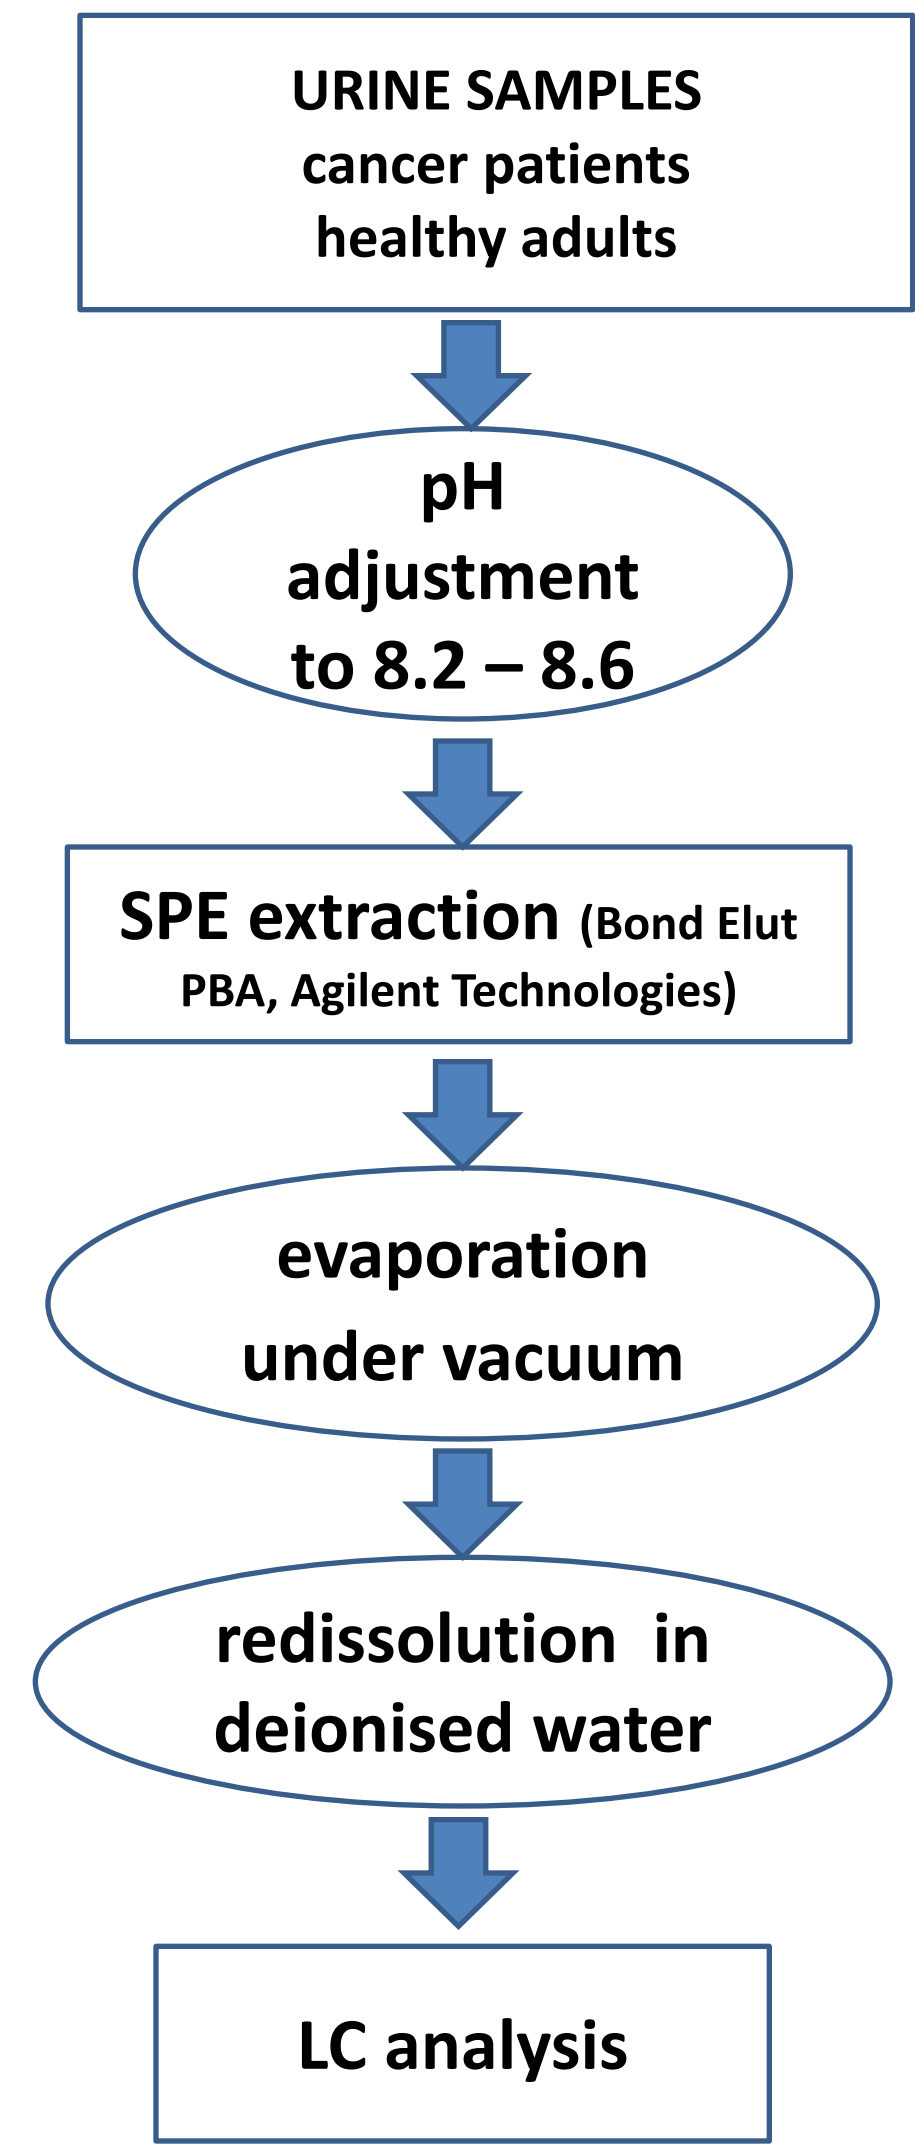 URINE SAMPLES
cancer patients
healthy adults
pH
adjustment
to 8.2 – 8.6
SPE extraction (Bond Elut
PBA, Agilent Technologies)
evaporation
under vacuum
redissolution in
deionised water
LC analysis